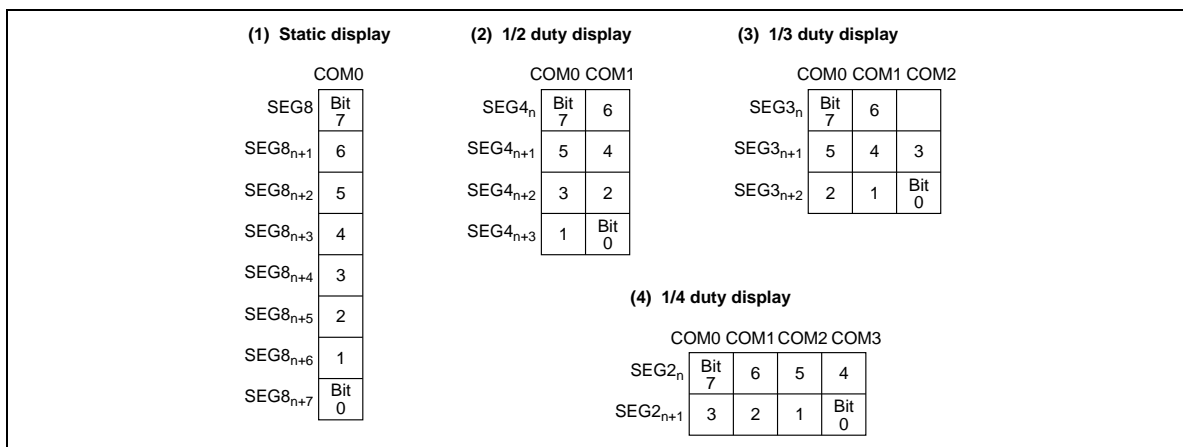 (1) Static display
COM0
SEG8 Bit 7
SEG8n+1 6
SEG8n+2 5
SEG8n+3 4
SEG8n+4 3
SEG8n+5 2
SEG8n+6 1
SEG8n+7 Bit 0
(2) 1/2 duty display
COM0 COM1
SEG4n Bit 7 6
SEG4n+1 5 4
SEG4n+2 3 2
SEG4n+3 1 Bit 0
(3) 1/3 duty display
COM0 COM1 COM2
SEG3n Bit 7 6
SEG3n+1 5 4 3
SEG3n+2 2 1 Bit 0
(4) 1/4 duty display
COM0 COM1 COM2 COM3
SEG2n Bit 7 6 5 4
SEG2n+1 3 2 1 Bit 0